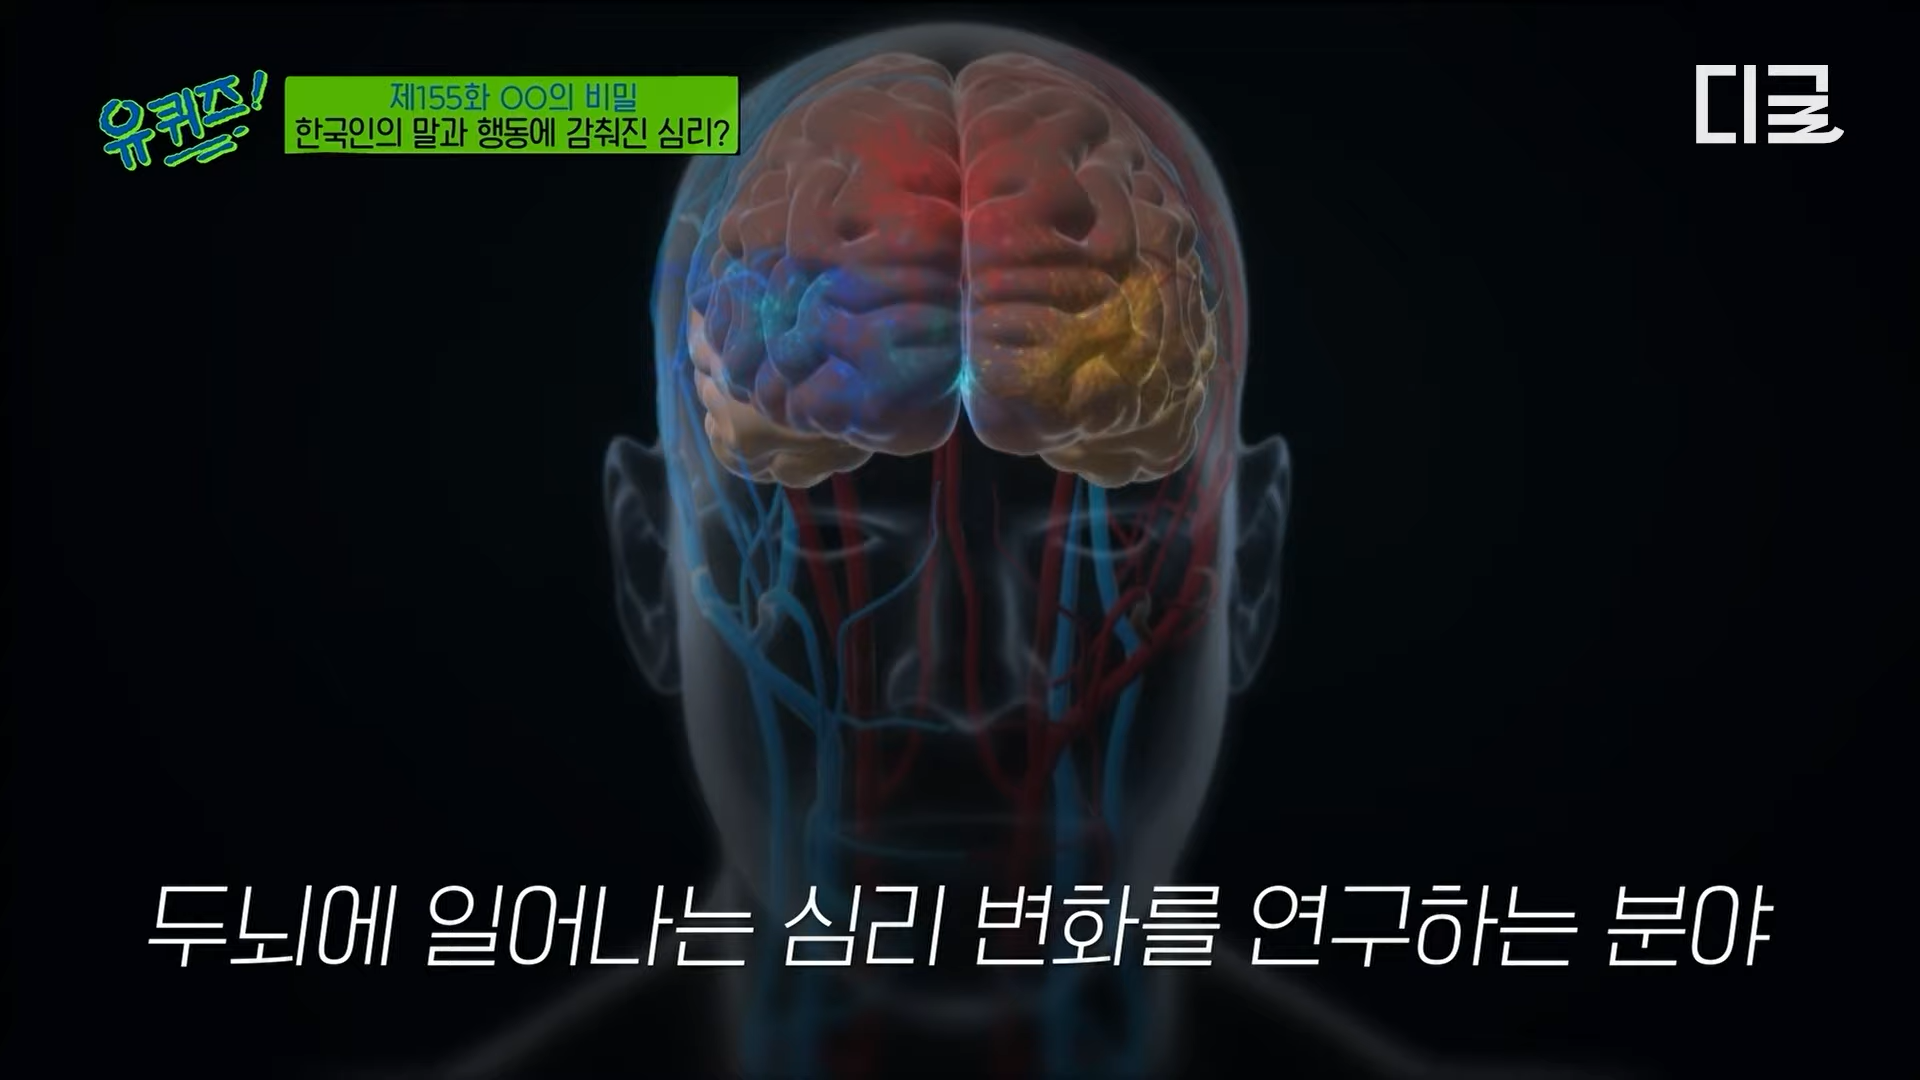 유퀴즈!
제155화 OO의 비밀
한국인의 말과 행동에 감춰진 심리?
디글
두뇌에 일어나는 심리 변화를 연구하는 분야